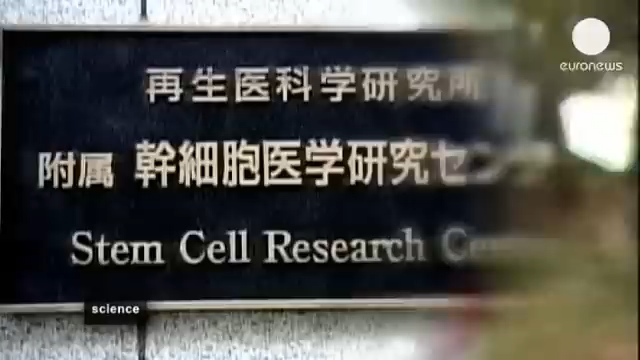 euronews
再生医科学研究所
附属 幹細胞医学研究セン
Stem Cell Research
science